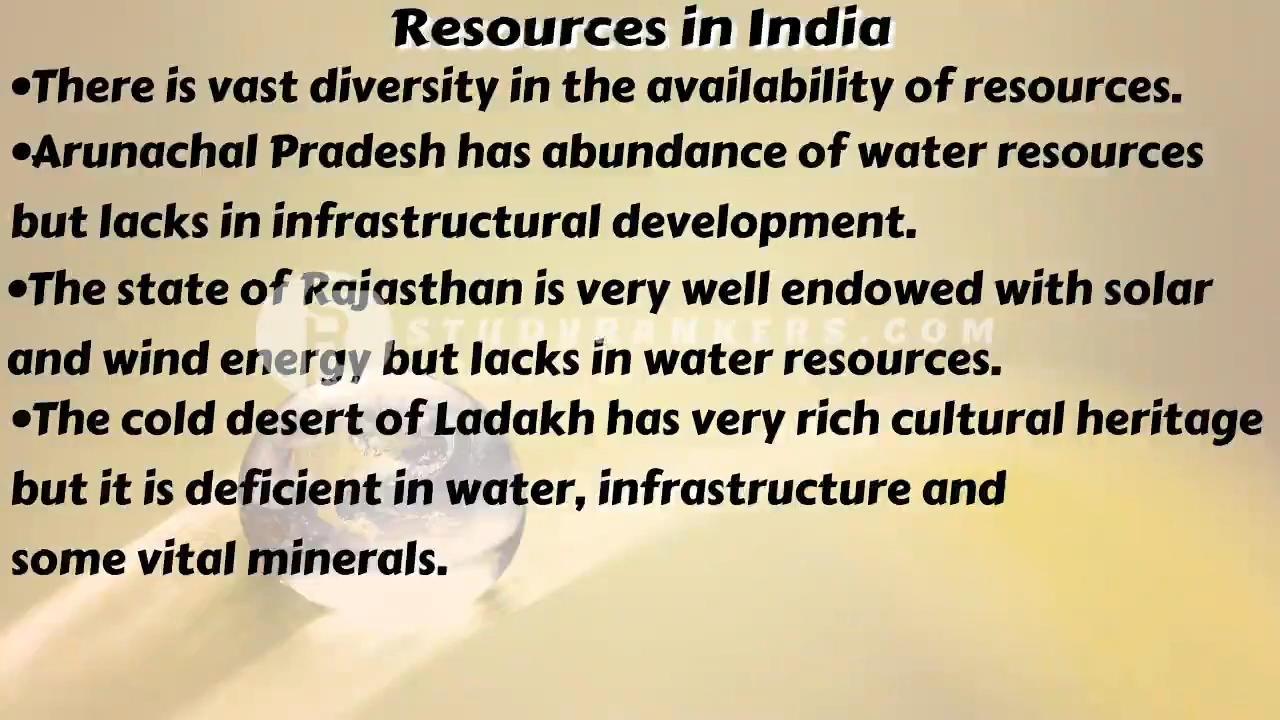 Resources in India
•There is vast diversity in the availability of resources.
•Arunachal Pradesh has abundance of water resources
but lacks in infrastructural development.
•The state of Rajasthan is very well endowed with solar
STUDYRANKERS.COM
and wind energy but lacks in water resources.
•The cold desert of Ladakh has very rich cultural heritage
but it is deficient in water, infrastructure and
some vital minerals.